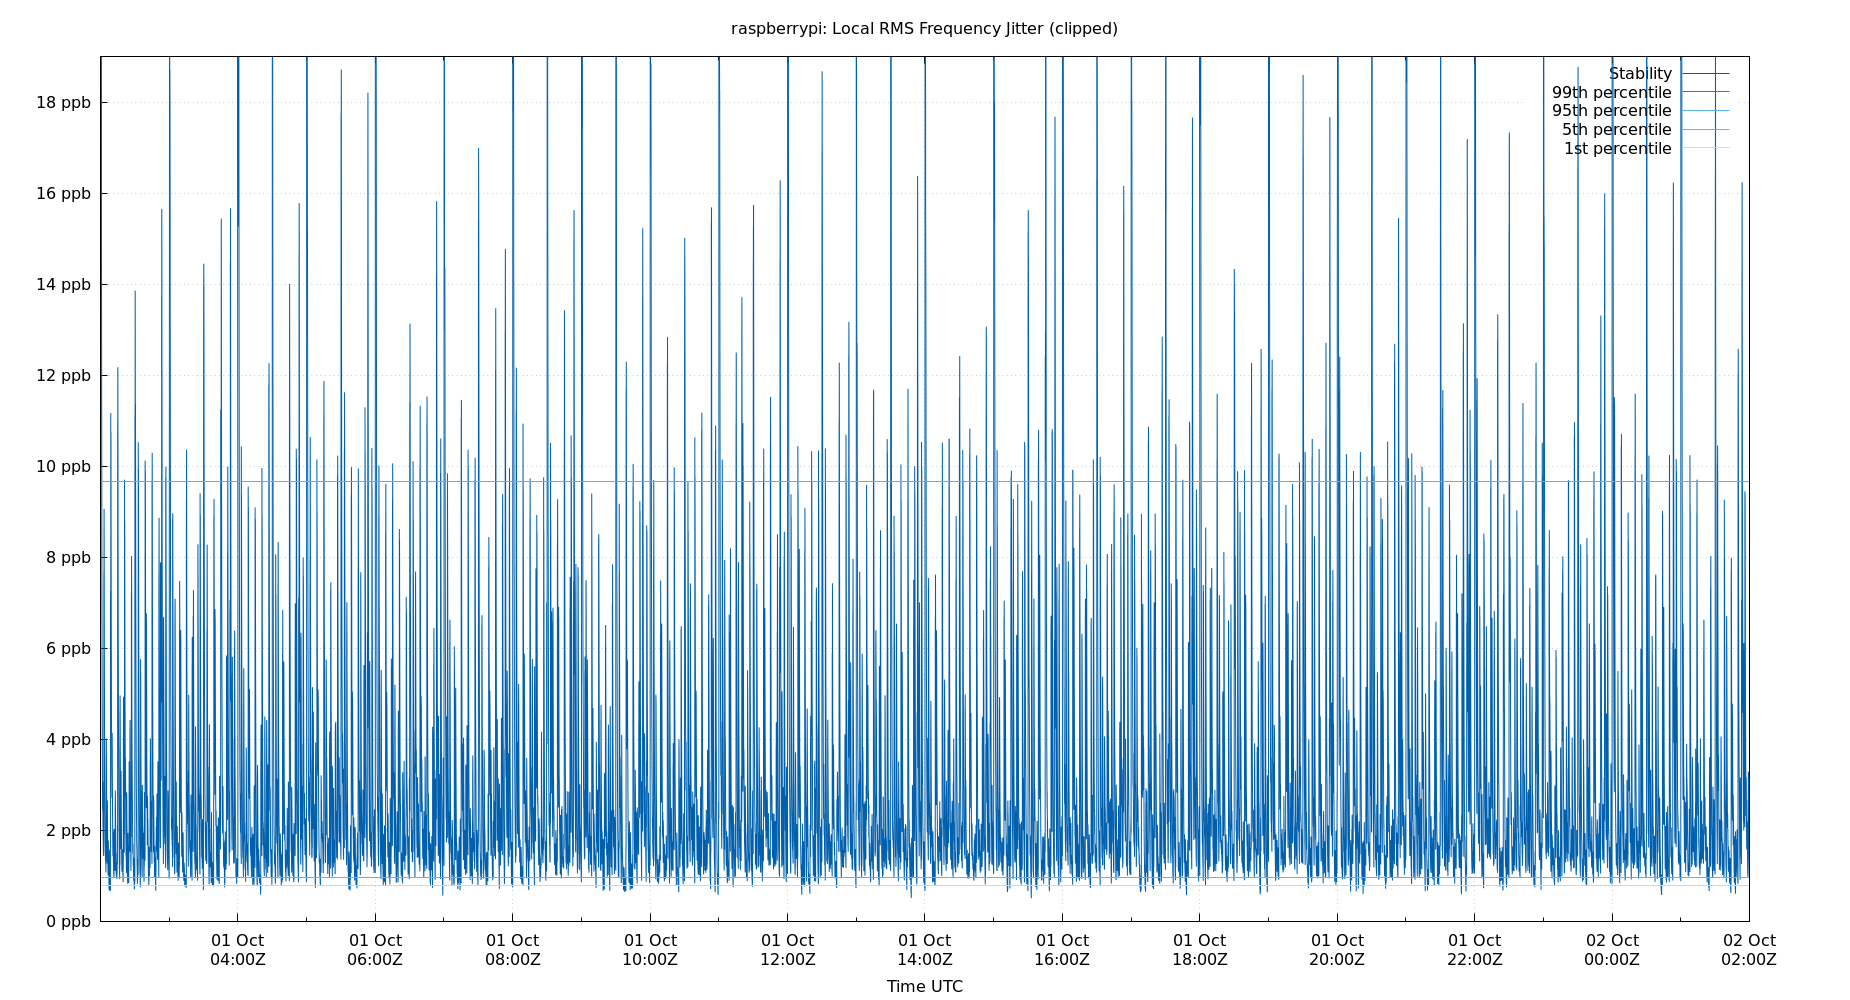 raspberrypi: Local RMS Frequency Jitter (clipped)
Stability
99th percentile
95th percentile
5th percentile
1st percentile
18 ppb
16 ppb
14 ppb
12 ppb
10 ppb
8 ppb
6 ppb
4 ppb
2 ppb
0 ppb
01 Oct 01 Oct 01 Oct 01 Oct 01 Oct 01 Oct 01 Oct 01 Oct 01 Oct 01 Oct 02 Oct 02 Oct
04:00Z 06:00Z 08:00Z 10:00Z 12:00Z 14:00Z 16:00Z 18:00Z 20:00Z 22:00Z 00:00Z 02:00Z
Time UTC